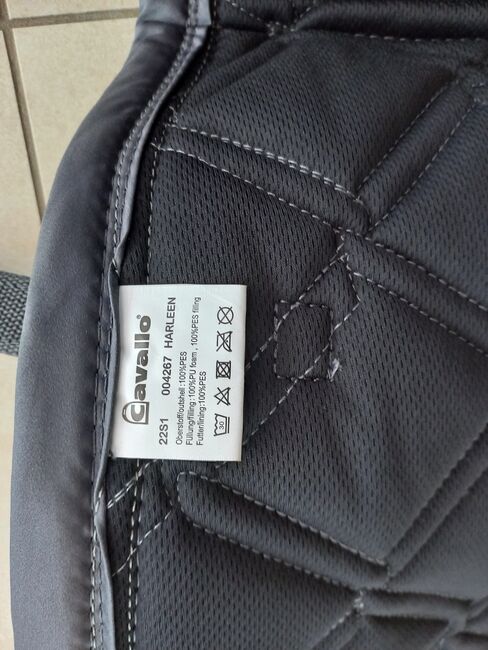 Cavallo®
22S1 004267 HARLEEN
Oberstoff/outshell:100%PES
Füllung/filling:100%PU foam, 100%PES filling
Futter/lining:100%PES
30